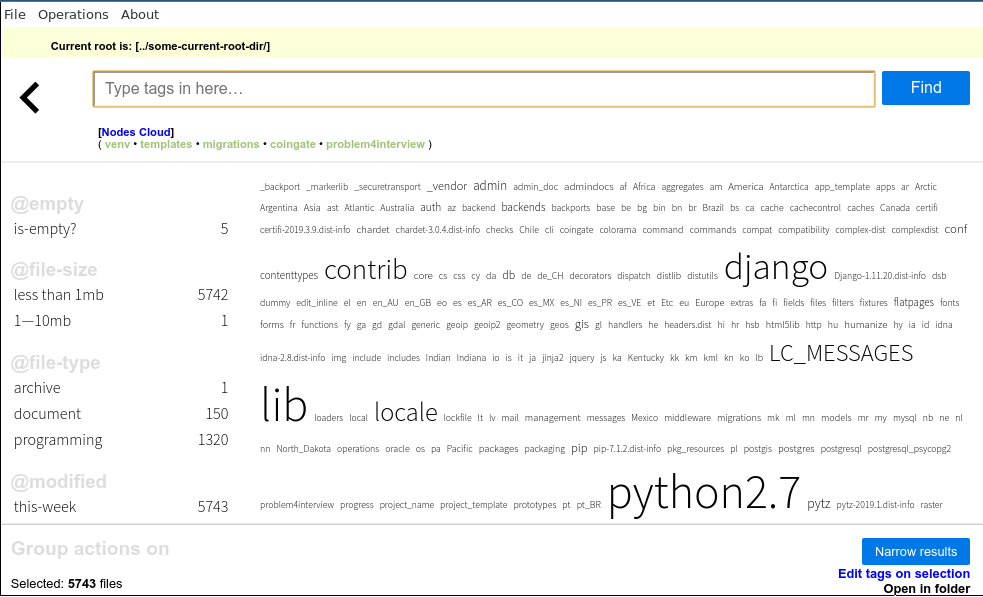 File Operations About
Current root is: [../some-current-root-dir/]
Type tags in here…
Find
[Nodes Cloud]
( venv • templates • migrations • coingate • problem4interview )
@empty
is-empty? 5
@file-size
less than 1mb 5742
1—10mb 1
@file-type
archive 1
document 150
programming 1320
@modified
this-week 5743
_backport _markerlib _securetransport _vendor admin admin_doc admindocs af Africa aggregates am America Antarctica app_template apps ar Arctic
Argentina Asia ast Atlantic Australia auth az backend backends backports base be bg bin bn br Brazil bs ca cache cachecontrol caches Canada certifi
certifi-2019.3.9.dist-info chardet chardet-3.0.4.dist-info checks Chile cli coingate colorama command commands compat compatibility complex-dist complexdist conf
contenttypes contrib core cs css cy da db de de_CH decorators dispatch distlib distutils django Django-1.11.20.dist-info dsb
dummy edit_inline el en en_AU en_GB eo es es_AR es_CO es_MX es_NI es_PR es_VE et Etc eu Europe extras fa fi fields files filters fixtures flatpages fonts
forms fr functions fy ga gd gdal generic geoip geoip2 geometry geos gis gl handlers he headers.dist hi hr hsb html5lib http hu humanize hy ia id idna
idna-2.8.dist-info img include includes Indian Indiana io is it ja jinja2 jquery js ka Kentucky kk km kml kn ko lb LC_MESSAGES
lib loaders local locale lockfile lt lv mail management messages Mexico middleware migrations mk ml mn models mr my mysql nb ne nl
nn North_Dakota operations oracle os pa Pacific packages packaging pip pip-7.1.2.dist-info pkg_resources pl postgis postgres postgresql postgresql_psycopg2
problem4interview progress project_name project_template prototypes pt pt_BR python2.7 pytz pytz-2019.1.dist-info raster
Group actions on
Selected: 5743 files
Narrow results
Edit tags on selection
Open in folder